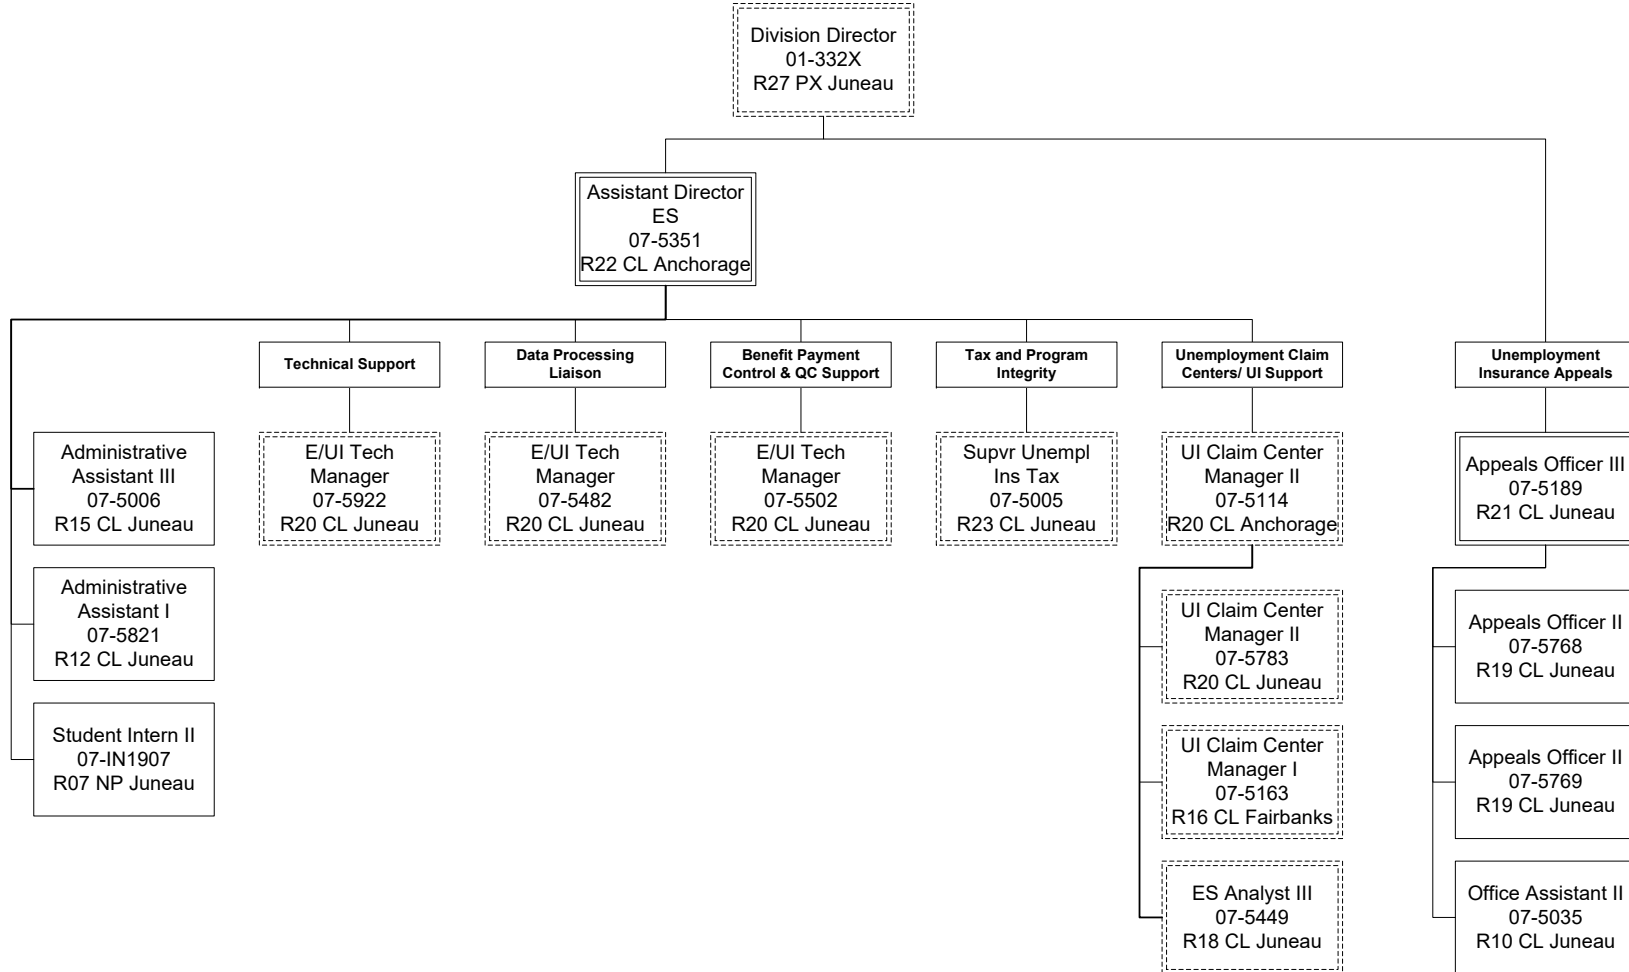 Division Director
01-332X
R27 PX Juneau
Assistant Director
ES
07-5351
R22 CL Anchorage
Technical Support
Data Processing
Liaison
Benefit Payment
Control & QC Support
Tax and Program
Integrity
Unemployment Claim
Centers/ UI Support
Unemployment
Insurance Appeals
Administrative
Assistant III
07-5006
R15 CL Juneau
E/UI Tech
Manager
07-5922
R20 CL Juneau
E/UI Tech
Manager
07-5482
R20 CL Juneau
E/UI Tech
Manager
07-5502
R20 CL Juneau
Supvr Unempl
Ins Tax
07-5005
R23 CL Juneau
UI Claim Center
Manager II
07-5114
R20 CL Anchorage
Appeals Officer III
07-5189
R21 CL Juneau
Administrative
Assistant I
07-5821
R12 CL Juneau
UI Claim Center
Manager II
07-5783
R20 CL Juneau
Appeals Officer II
07-5768
R19 CL Juneau
Student Intern II
07-IN1907
R07 NP Juneau
UI Claim Center
Manager I
07-5163
R16 CL Fairbanks
Appeals Officer II
07-5769
R19 CL Juneau
ES Analyst III
07-5449
R18 CL Juneau
Office Assistant II
07-5035
R10 CL Juneau